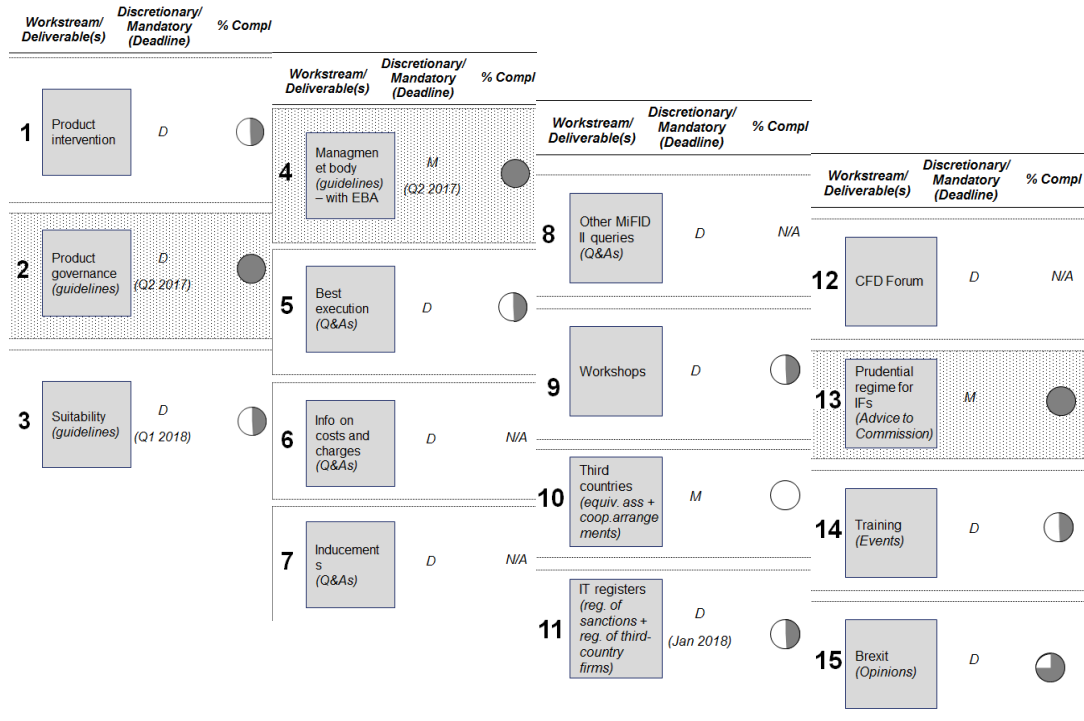 Workstream/ Discretionary/ % Compl
Deliverable(s) Mandatory
(Deadline)
1 Product D
intervention
2 Product D
governance (Q2 2017)
(guidelines)
3 Suitability D
(guidelines) (Q1 2018)
Workstream/ Discretionary/ % Compl
Deliverable(s) Mandatory
(Deadline)
4 Managmen M
et body (Q2 2017)
(guidelines)
– with EBA
5 Best D
execution
(Q&As)
6 Info on D N/A
costs and
charges
(Q&As)
7 Inducement D N/A
s
(Q&As)
Workstream/ Discretionary/ % Compl
Deliverable(s) Mandatory
(Deadline)
8 Other MiFID D N/A
II queries
(Q&As)
9 Workshops D
10 Third M
countries
(equiv. ass +
coop.arrange
ments)
11 IT registers D
(reg. of (Jan 2018)
sanctions +
reg. of third-
country
firms)
Workstream/ Discretionary/ % Compl
Deliverable(s) Mandatory
(Deadline)
12 CFD Forum D N/A
13 Prudential M
regime for
IFs
(Advice to
Commission)
14 Training D
(Events)
15 Brexit D
(Opinions)